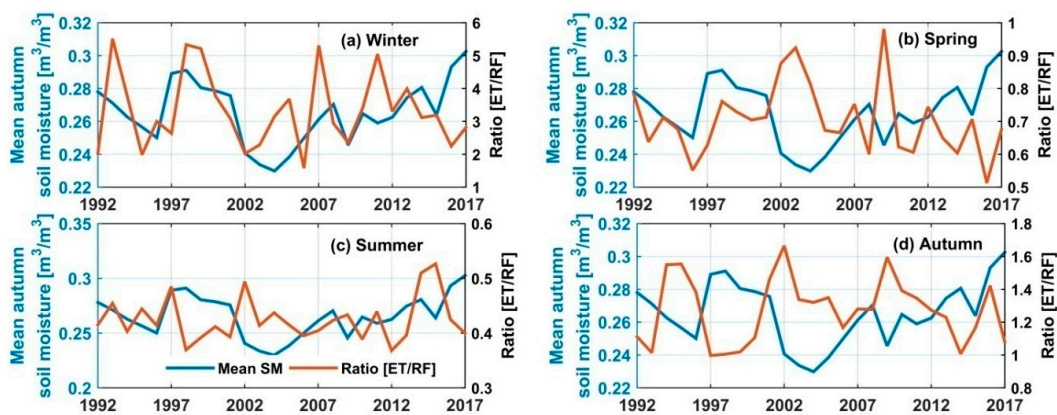 0.32
0.3
0.28
0.26
0.24
0.22
Mean autumn
soil moisture [m³/m³]
(a) Winter
6
5
4
3
2
1
Ratio [ET/RF]
1992 1997 2002 2007 2012 2017
0.32
0.3
0.28
0.26
0.24
0.22
Mean autumn
soil moisture [m³/m³]
(b) Spring
1
0.9
0.8
0.7
0.6
0.5
Ratio [ET/RF]
1992 1997 2002 2007 2012 2017
0.35
0.3
0.25
0.2
Mean autumn
soil moisture [m³/m³]
(c) Summer
Mean SM Ratio [ET/RF]
0.6
0.5
0.4
0.3
Ratio [ET/RF]
1992 1997 2002 2007 2012 2017
0.32
0.3
0.28
0.26
0.24
0.22
Mean autumn
soil moisture [m³/m³]
(d) Autumn
1.8
1.6
1.4
1.2
1
0.8
Ratio [ET/RF]
1992 1997 2002 2007 2012 2017